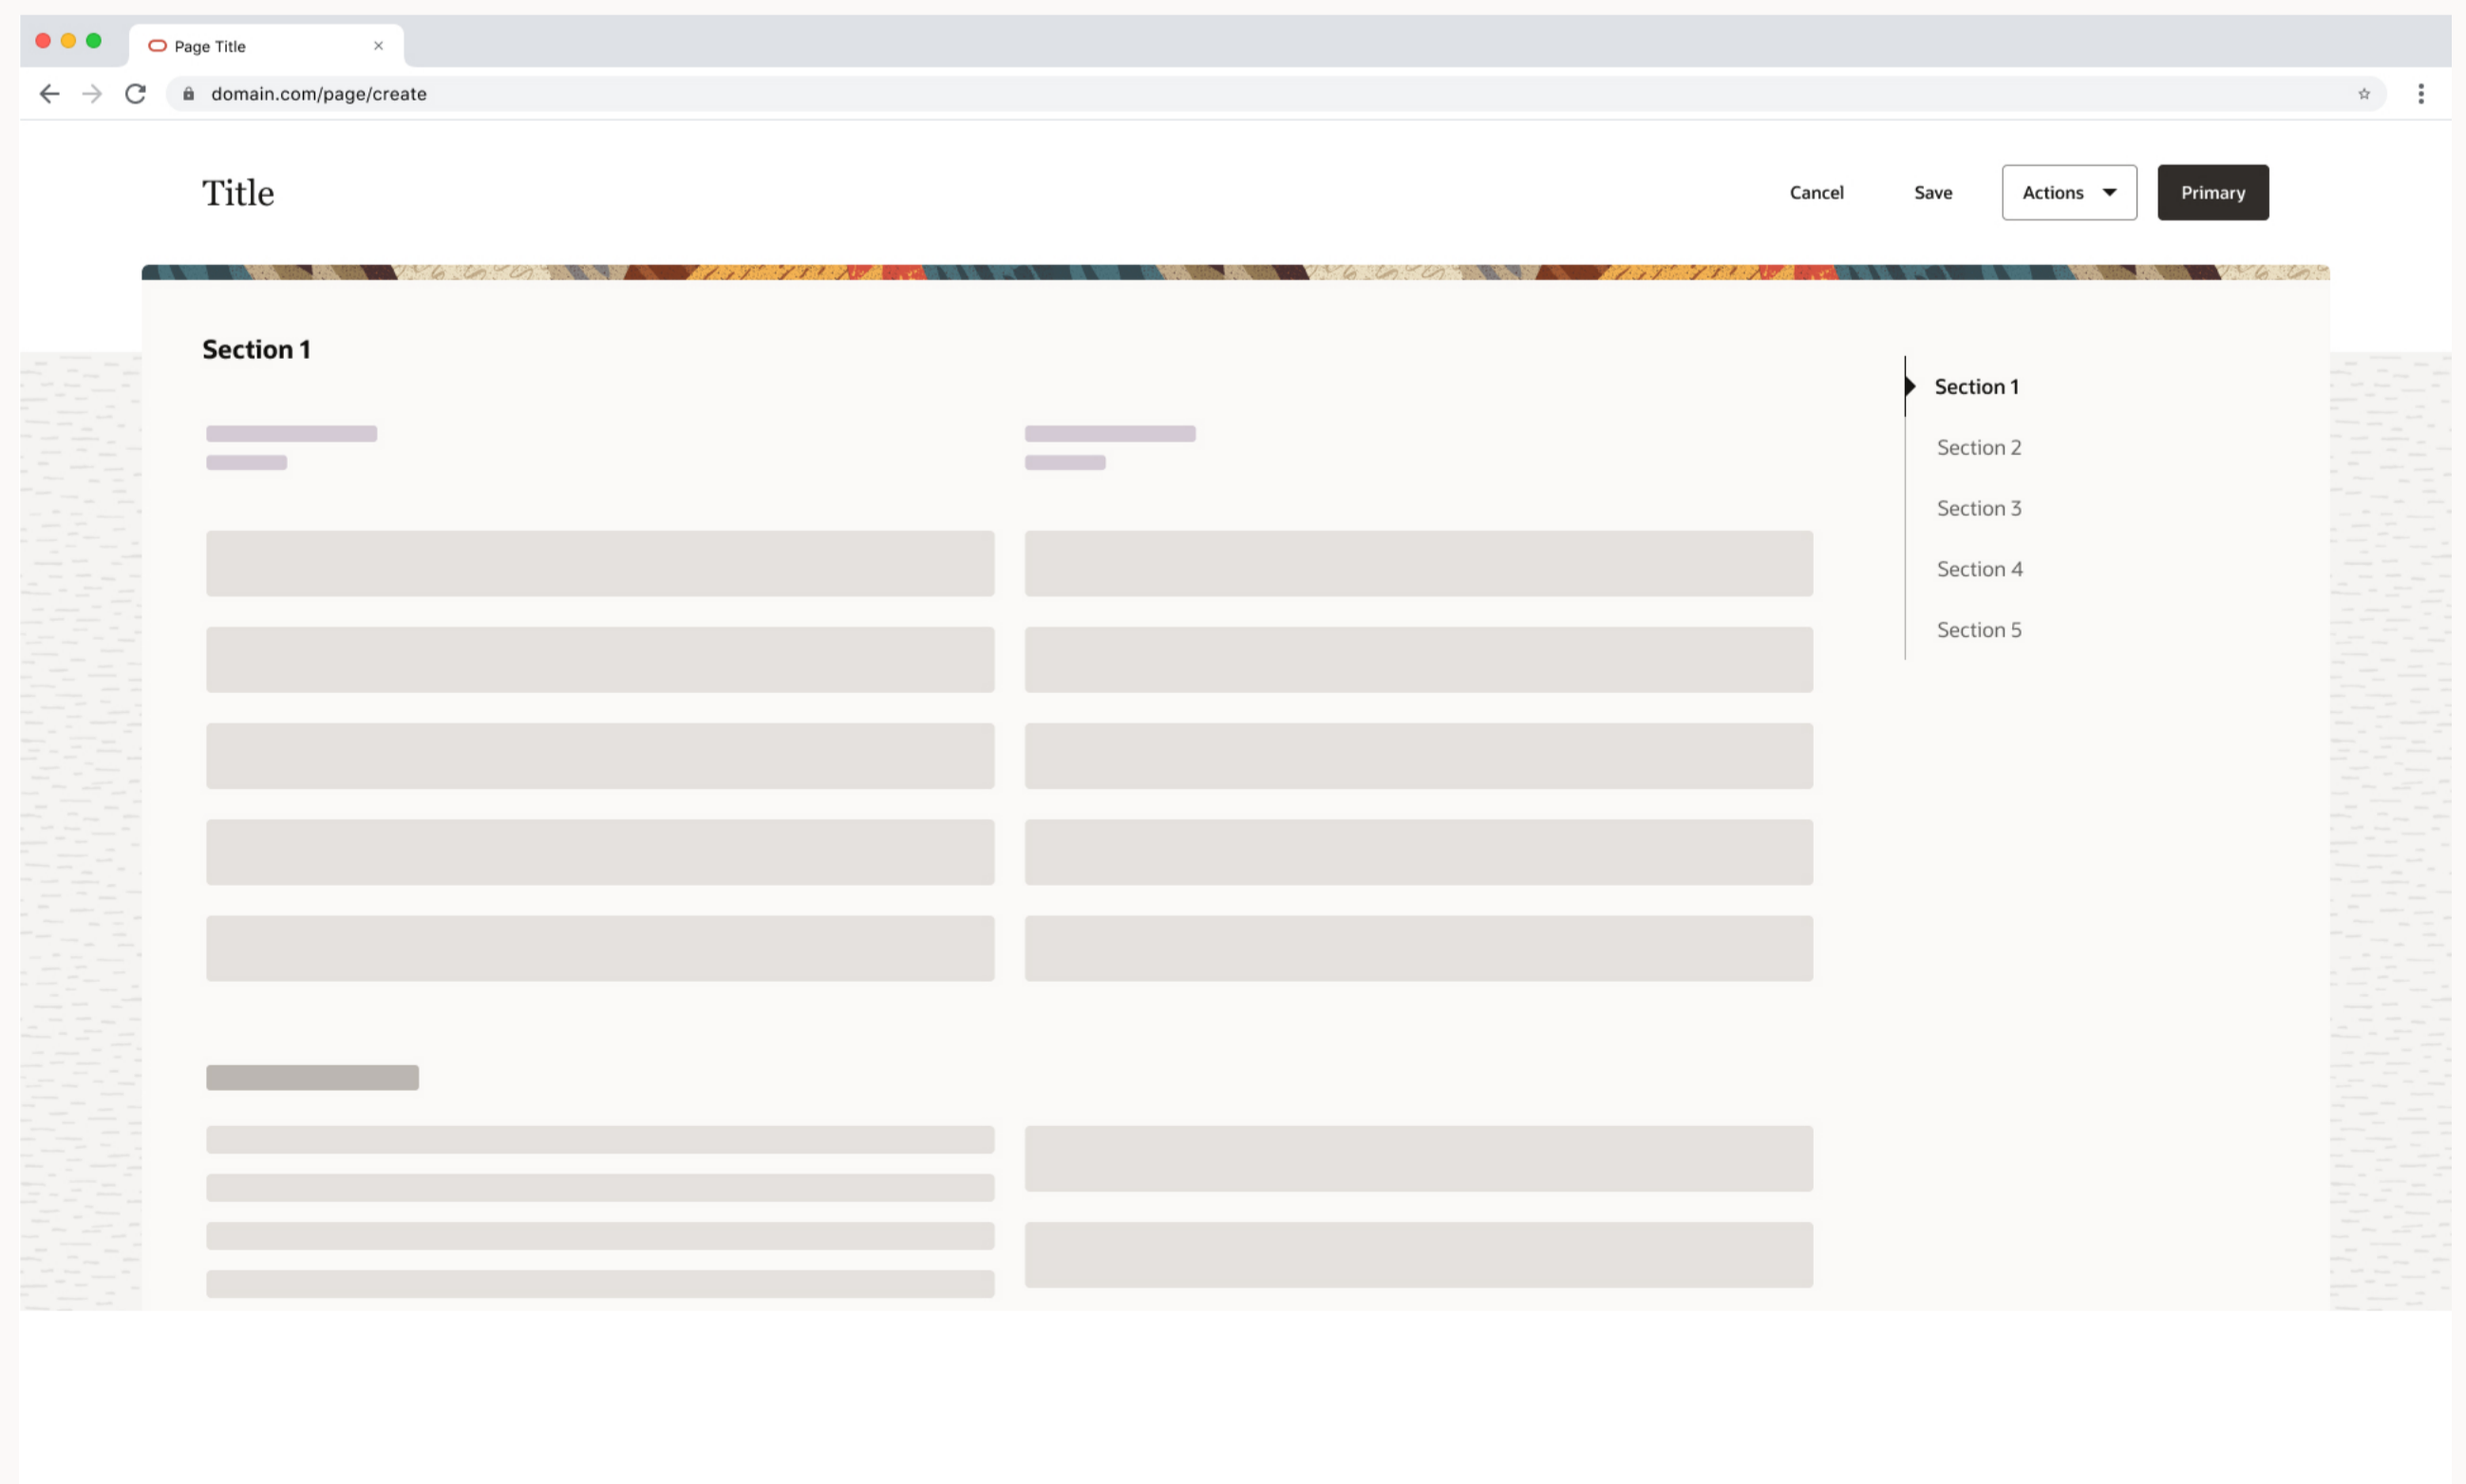 Page Title
domain.com/page/create
Title
Cancel
Save
Actions
Primary
Section 1
Section 1
Section 2
Section 3
Section 4
Section 5